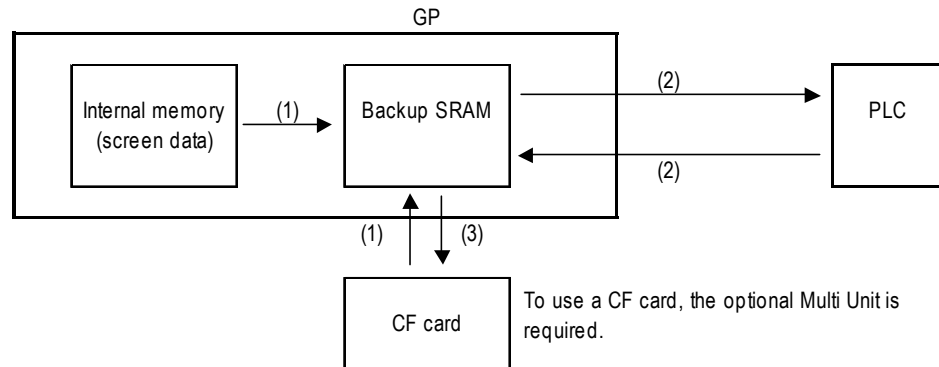 GP
Internal memory
(screen data)
(1)
Backup SRAM
(2)
PLC
(2)
(1)
(3)
CF card
To use a CF card, the optional Multi Unit is
required.